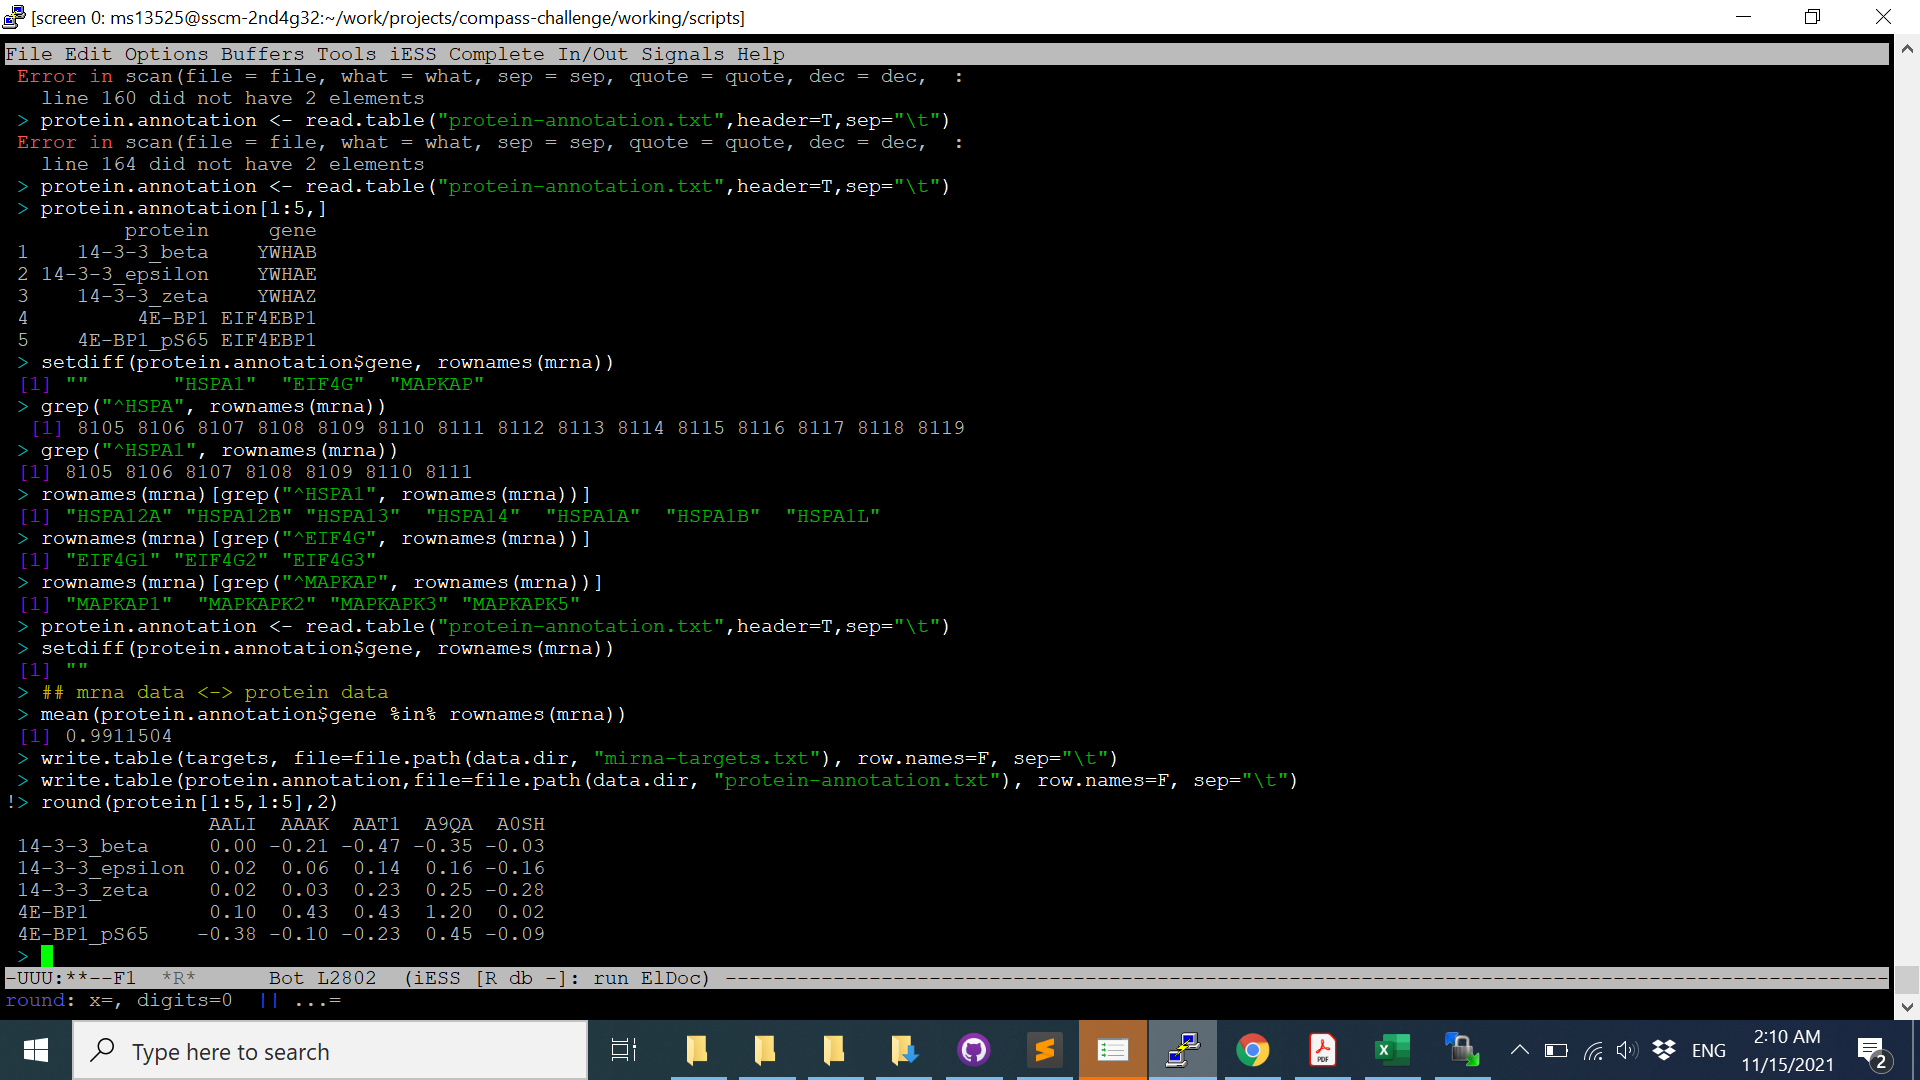 [screen 0: ms13525@sscm-2nd4g32:~/work/projects/compass-challenge/working/scripts]
File Edit Options Buffers Tools iESS Complete In/Out Signals Help
Error in scan(file = file, what = what, sep = sep, quote = quote, dec = dec,  :
  line 160 did not have 2 elements
> protein.annotation <- read.table("protein-annotation.txt",header=T,sep="\t")
Error in scan(file = file, what = what, sep = sep, quote = quote, dec = dec,  :
  line 164 did not have 2 elements
> protein.annotation <- read.table("protein-annotation.txt",header=T,sep="\t")
> protein.annotation[1:5,]
         protein     gene
1    14-3-3_beta    YWHAB
2 14-3-3_epsilon    YWHAE
3    14-3-3_zeta    YWHAZ
4         4E-BP1 EIF4EBP1
5    4E-BP1_pS65 EIF4EBP1
> setdiff(protein.annotation$gene, rownames(mrna))
[1] ""       "HSPA1"  "EIF4G"  "MAPKAP"
> grep("^HSPA", rownames(mrna))
 [1] 8105 8106 8107 8108 8109 8110 8111 8112 8113 8114 8115 8116 8117 8118 8119
> grep("^HSPA1", rownames(mrna))
[1] 8105 8106 8107 8108 8109 8110 8111
> rownames(mrna)[grep("^HSPA1", rownames(mrna))]
[1] "HSPA12A" "HSPA12B" "HSPA13"  "HSPA14"  "HSPA1A"  "HSPA1B"  "HSPA1L"
> rownames(mrna)[grep("^EIF4G", rownames(mrna))]
[1] "EIF4G1" "EIF4G2" "EIF4G3"
> rownames(mrna)[grep("^MAPKAP", rownames(mrna))]
[1] "MAPKAP1"  "MAPKAPK2" "MAPKAPK3" "MAPKAPK5"
> protein.annotation <- read.table("protein-annotation.txt",header=T,sep="\t")
> setdiff(protein.annotation$gene, rownames(mrna))
[1] ""
> ## mrna data <-> protein data
> mean(protein.annotation$gene %in% rownames(mrna))
[1] 0.9911504
> write.table(targets, file=file.path(data.dir, "mirna-targets.txt"), row.names=F, sep="\t")
> write.table(protein.annotation,file=file.path(data.dir, "protein-annotation.txt"), row.names=F, sep="\t")
!> round(protein[1:5,1:5],2)
                AALI  AAAK  AAT1  A9QA  A0SH
14-3-3_beta     0.00 -0.21 -0.47 -0.35 -0.03
14-3-3_epsilon  0.02  0.06  0.14  0.16 -0.16
14-3-3_zeta     0.02  0.03  0.23  0.25 -0.28
4E-BP1          0.10  0.43  0.43  1.20  0.02
4E-BP1_pS65    -0.38 -0.10 -0.23  0.45 -0.09
>
-UUU:**--F1  *R*      Bot L2802  (iESS [R db -]: run ElDoc) -------------------------------------------------------------------------------------------------
round: x=, digits=0  || ...=
Type here to search
PDF
ENG
2:10 AM
11/15/2021
2